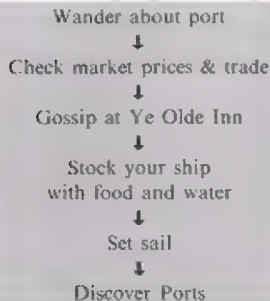 Wander about port
Check market prices & trade
Gossip at Ye Olde Inn
Stock your ship
with food and water
Set sail
Discover Ports